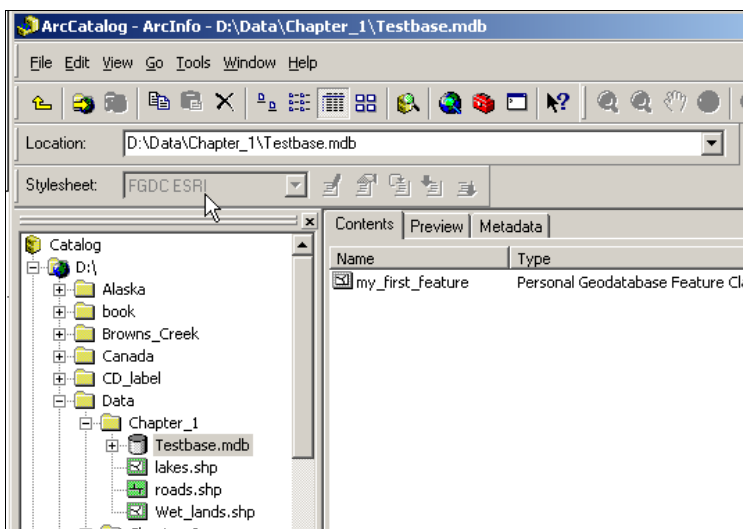 ArcCatalog - ArcInfo - D:\Data\Chapter_1\Testbase.mdb
File Edit View Go Tools Window Help
Location: D:\Data\Chapter_1\Testbase.mdb
Stylesheet: FGDC ESRI
Contents Preview Metadata
Catalog
Name Type
D:\
my_first_feature Personal Geodatabase Feature Cl
Alaska
book
Browns_Creek
Canada
CD_label
Data
Chapter_1
Testbase.mdb
lakes.shp
roads.shp
Wet_lands.shp